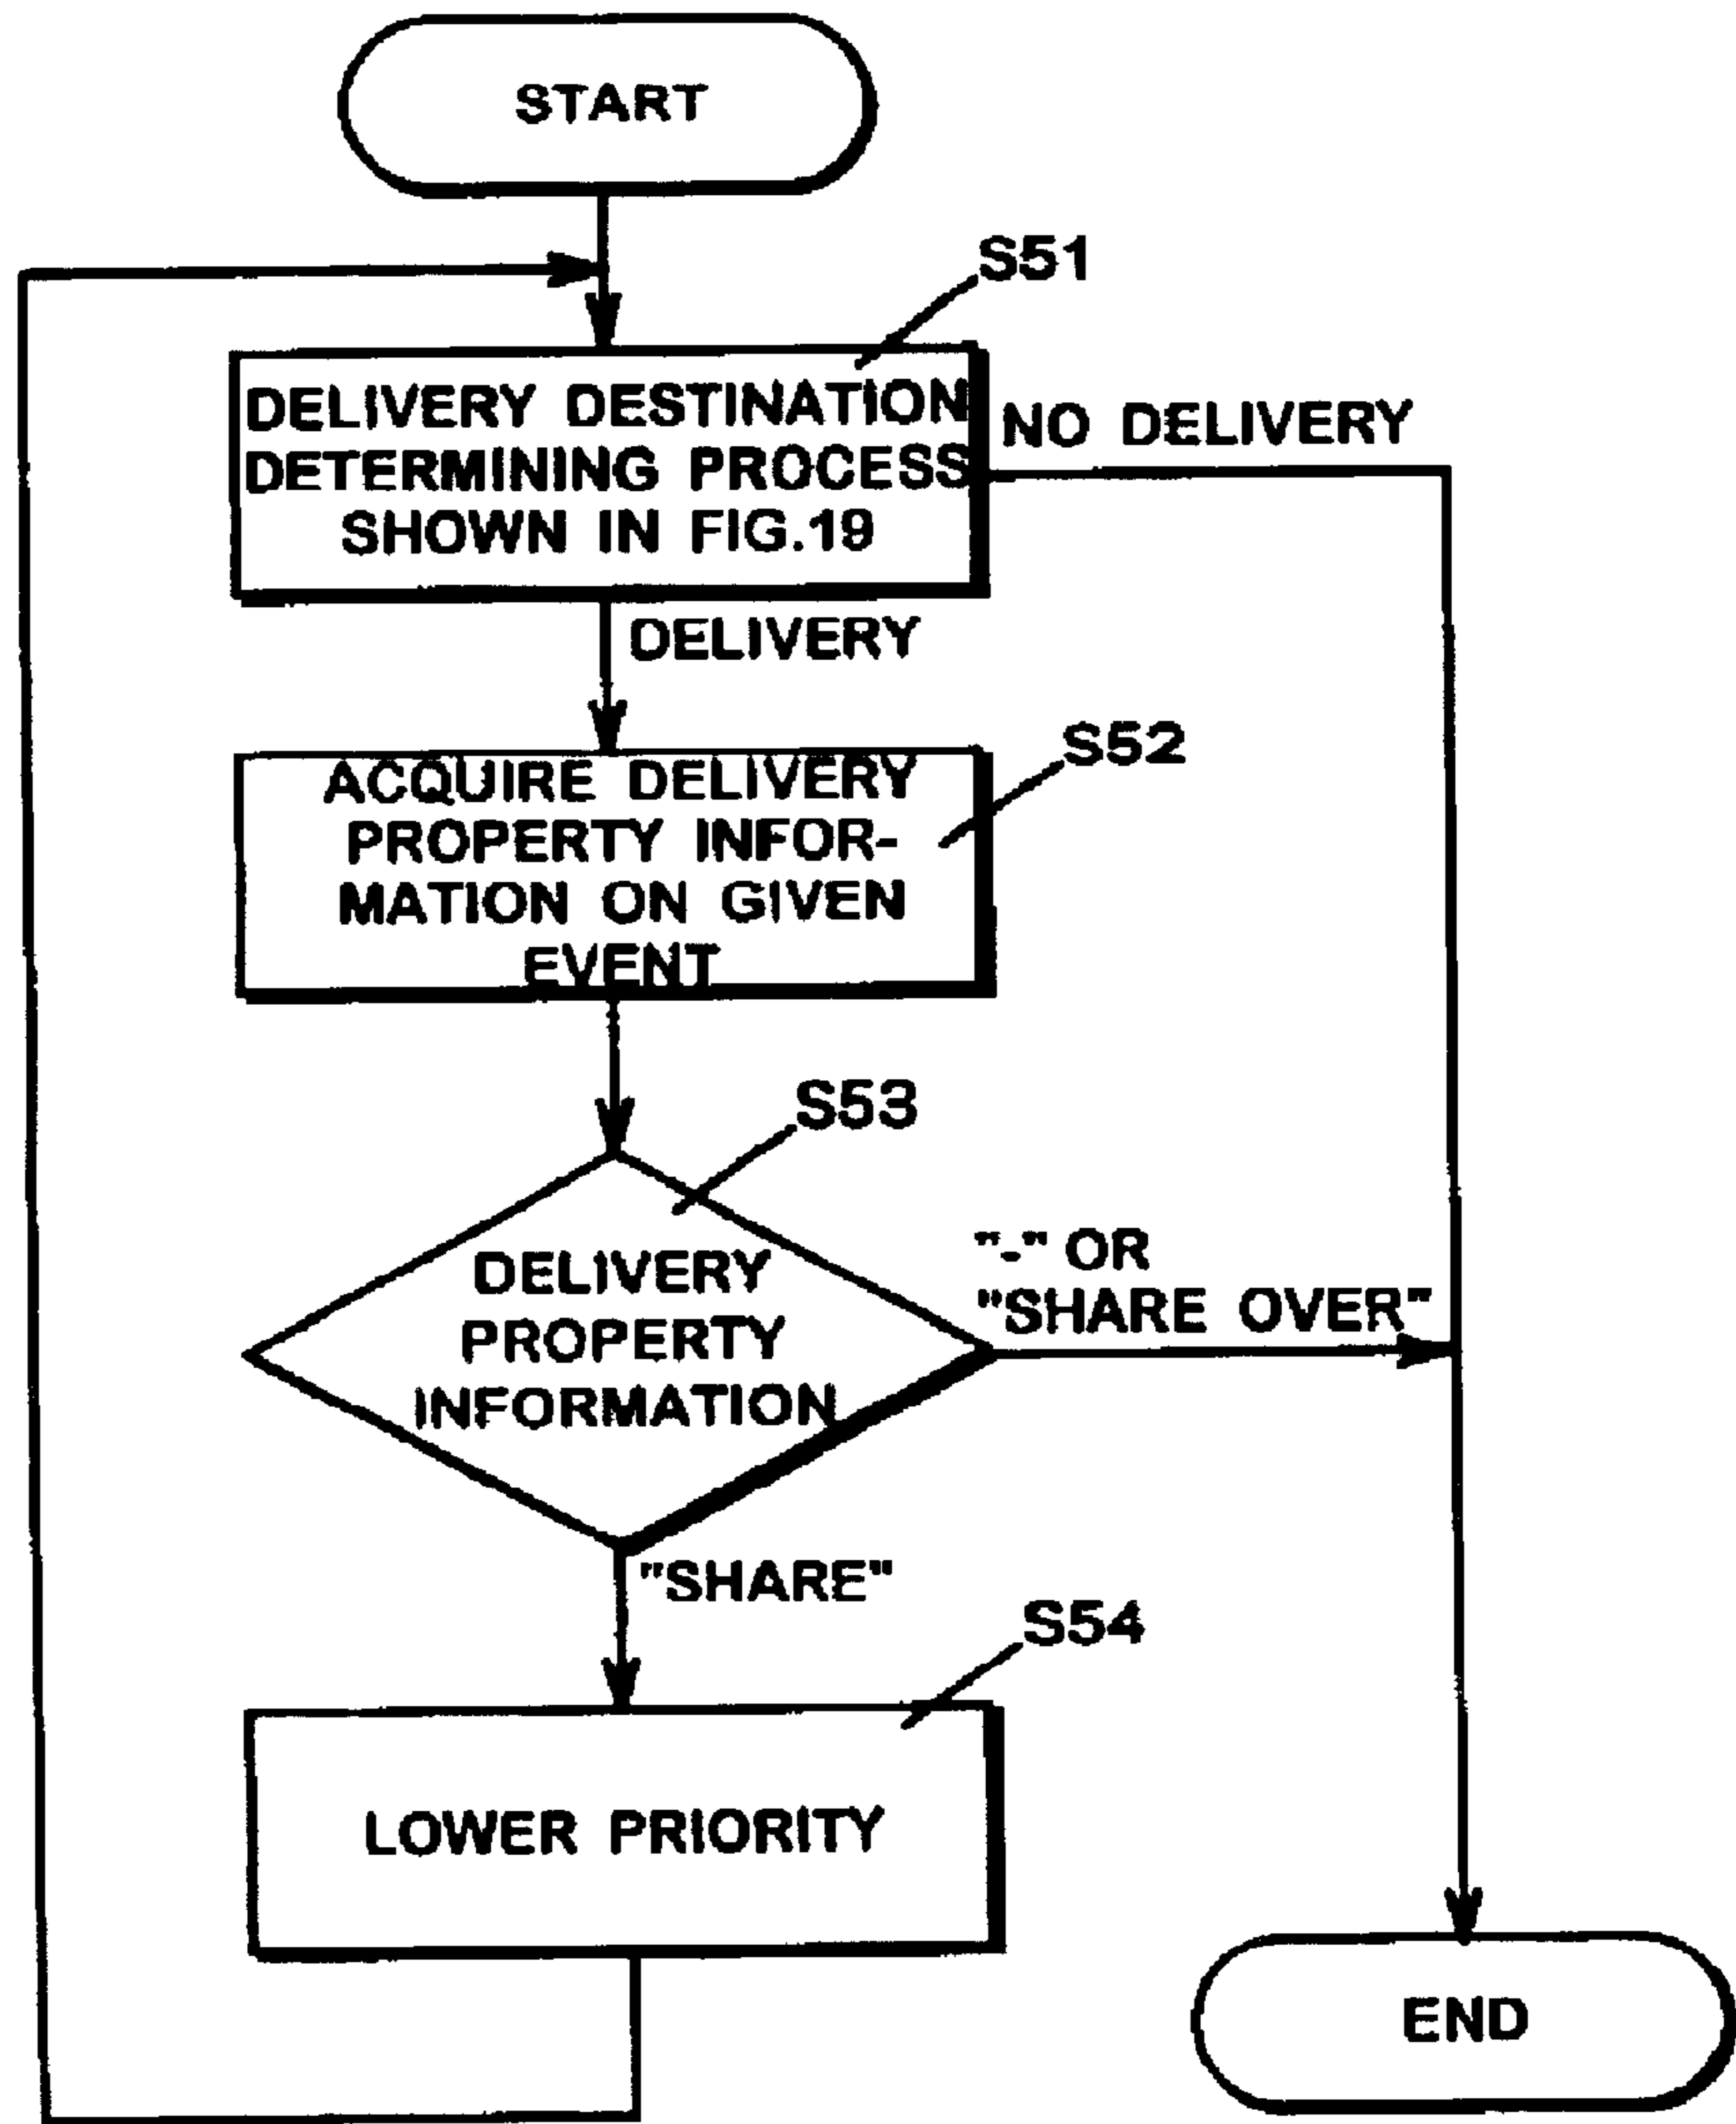 START
S51
DELIVERY DESTINATION
DETERMINING PROCESS
SHOWN IN FIG.19
NO DELIVERY
DELIVERY
S52
ACQUIRE DELIVERY
PROPERTY INFOR-
MATION ON GIVEN
EVENT
S53
DELIVERY
PROPERTY
INFORMATION
"-" OR
"SHARE OVER"
"SHARE"
S54
LOWER PRIORITY
END